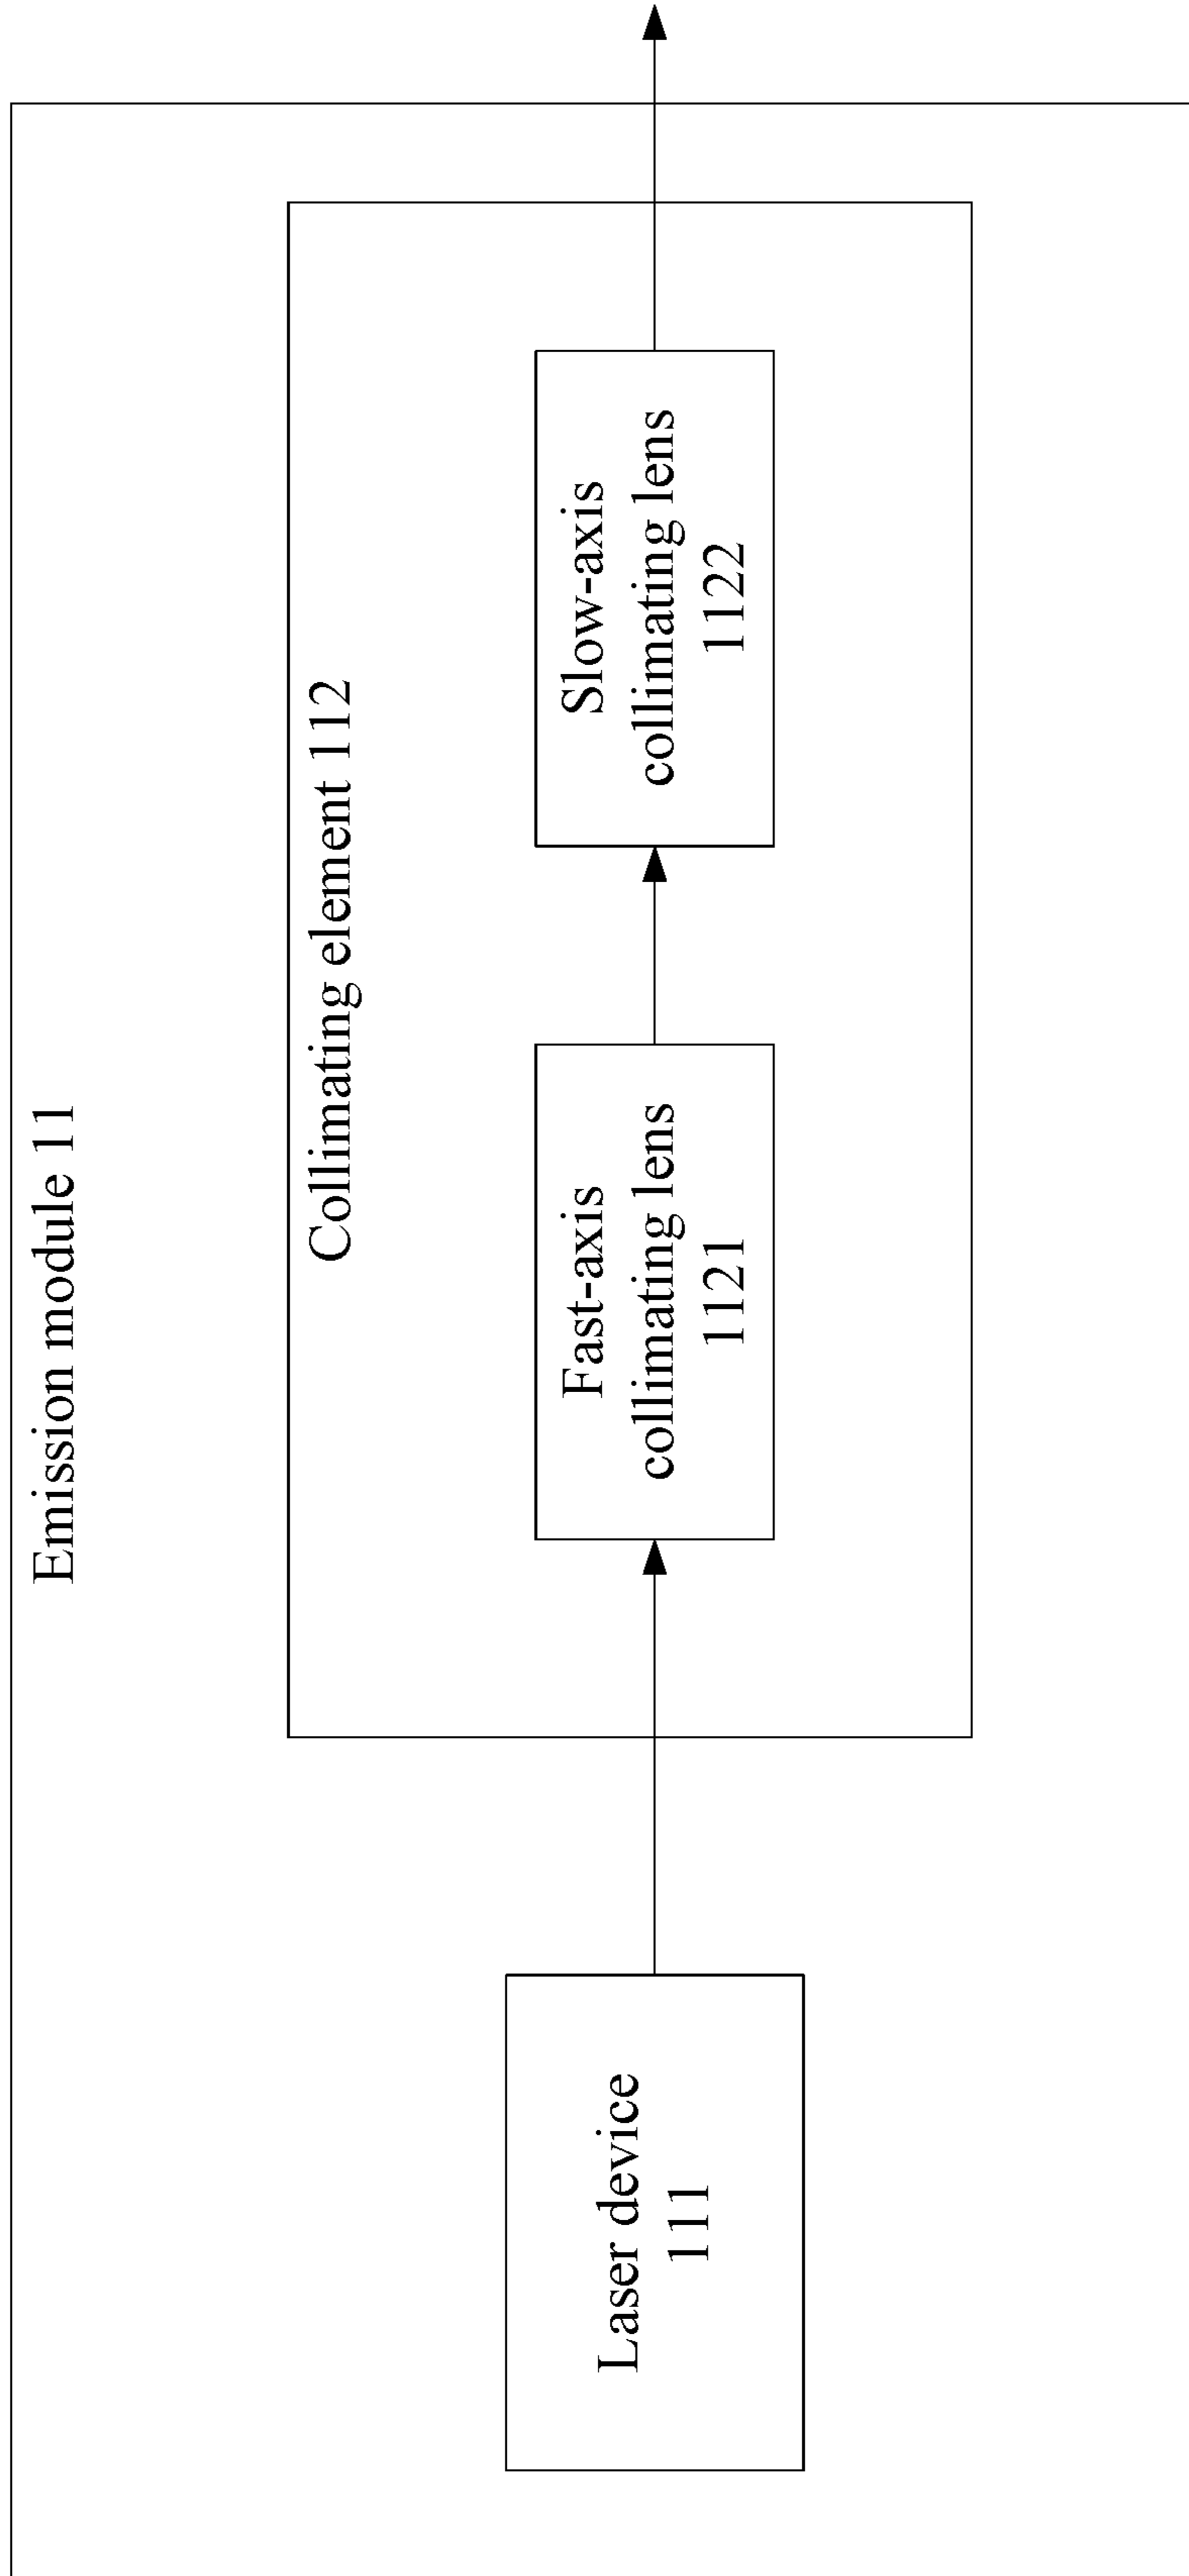 Emission module 11
Collimating element 112
Laser device
111
Fast-axis
collimating lens
1121
Slow-axis
collimating lens
1122